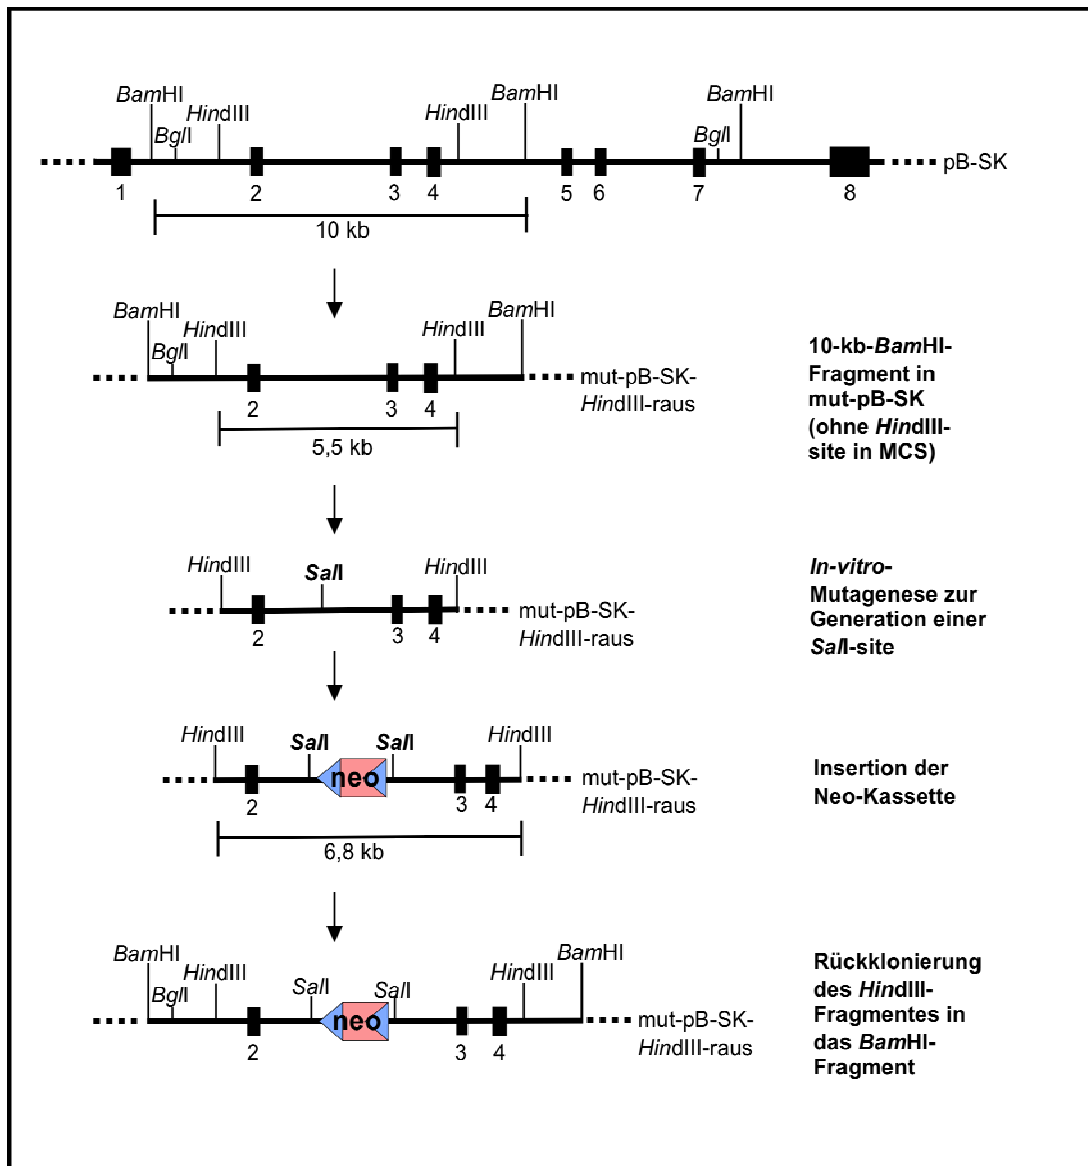 BamHI
HindIII
BglI
HindIII
BamHI
BglI
BamHI
pB-SK
1
2
3
4
5
6
7
8
10 kb
BamHI
BglI
HindIII
HindIII
BamHI
mut-pB-SK-
HindIII-raus
2
3
4
5,5 kb
10-kb-BamHI-
Fragment in
mut-pB-SK
(ohne HindIII-
site in MCS)
HindIII
SalI
HindIII
mut-pB-SK-
HindIII-raus
2
3
4
In-vitro-
Mutagenese zur
Generation einer
SalI-site
HindIII
SalI
SalI
HindIII
neo
mut-pB-SK-
HindIII-raus
2
3
4
6,8 kb
Insertion der
Neo-Kassette
BamHI
BglI
HindIII
SalI
SalI
HindIII
BamHI
neo
mut-pB-SK-
HindIII-raus
2
3
4
Rückklonierung
des HindIII-
Fragmentes in
das BamHI-
Fragment